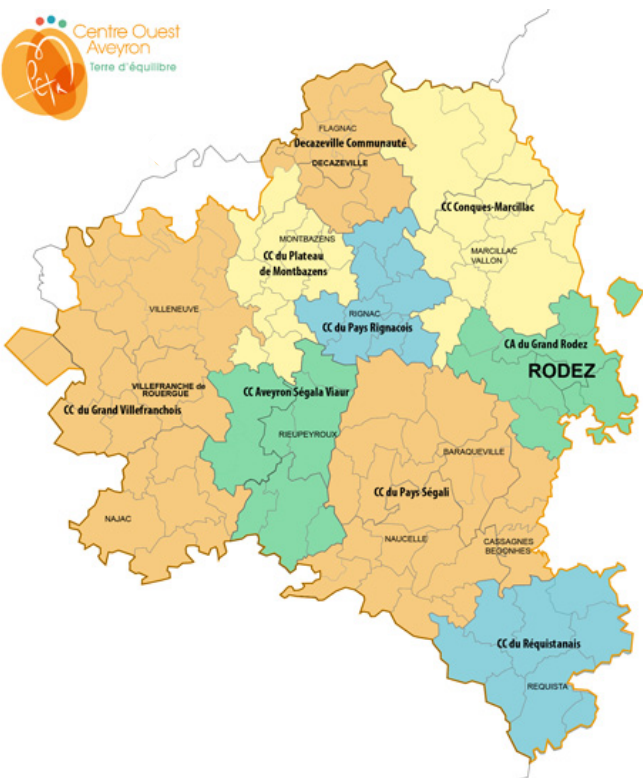 Centre Ouest
Aveyron
Terre d'équilibre
PETR
FLAGNAC
Decazeville Communauté
DECAZEVILLE
CC Conques-Marcillac
MONTBAZENS
CC du Plateau
de Montbazens
MARCILLAC
VALLON
VILLENEUVE
RIGNAC
CC du Pays Rignacois
CA du Grand Rodez
RODEZ
VILLEFRANCHE de
ROUERGUE
CC du Grand Villefranchois
CC Aveyron Ségala Viaur
RIEUPEYROUX
BARAQUEVILLE
CC du Pays Ségali
NAJAC
NAUCELLE
CASSAGNES
BEGONHES
CC du Réquistanais
REQUISTA